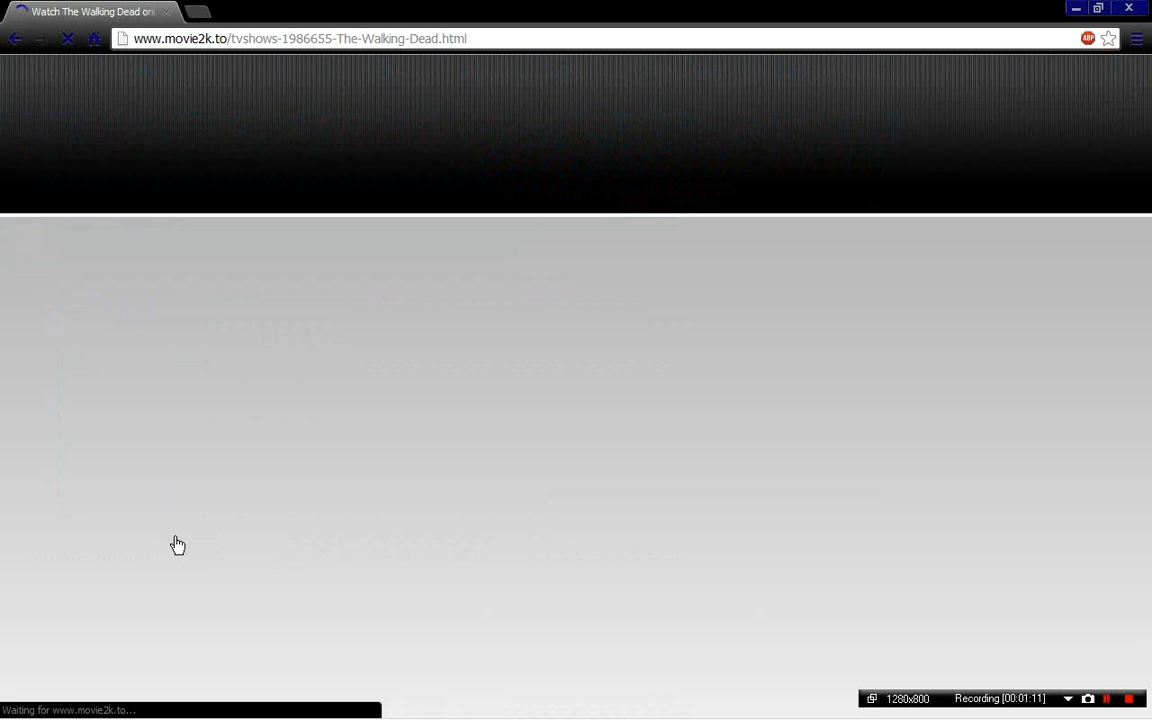 Watch The Walking Dead onl
www.movie2k.to/tvshows-1986655-The-Walking-Dead.html
ABP
Waiting for www.movie2k.to...
1280x800 Recording [00:01:11]